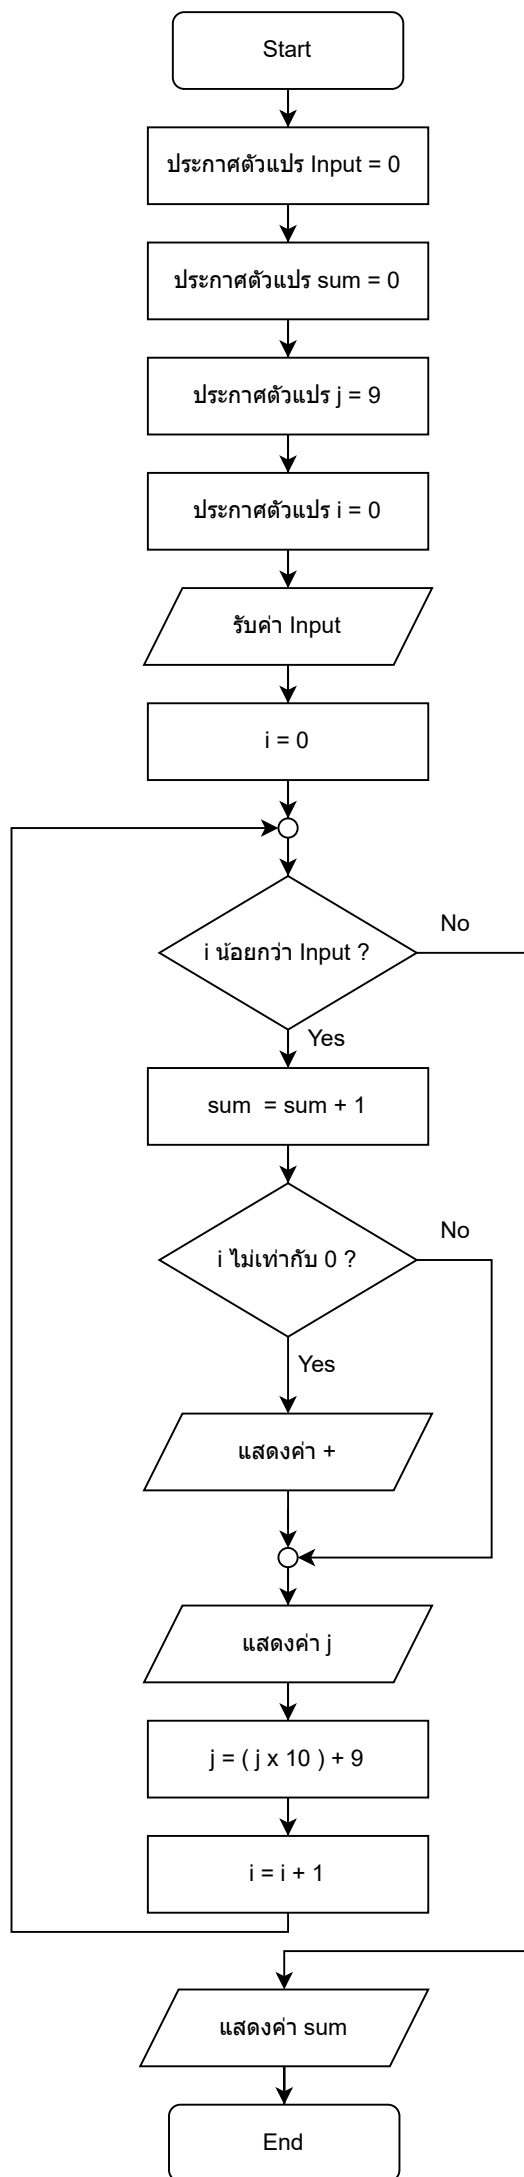 Start
ประกาศตัวแปร Input = 0
ประกาศตัวแปร sum = 0
ประกาศตัวแปร j = 9
ประกาศตัวแปร i = 0
รับค่า Input
i = 0
i น้อยกว่า Input ?
No
Yes
sum = sum + 1
i ไม่เท่ากับ 0 ?
No
Yes
แสดงค่า +
แสดงค่า j
j = ( j x 10 ) + 9
i = i + 1
แสดงค่า sum
End